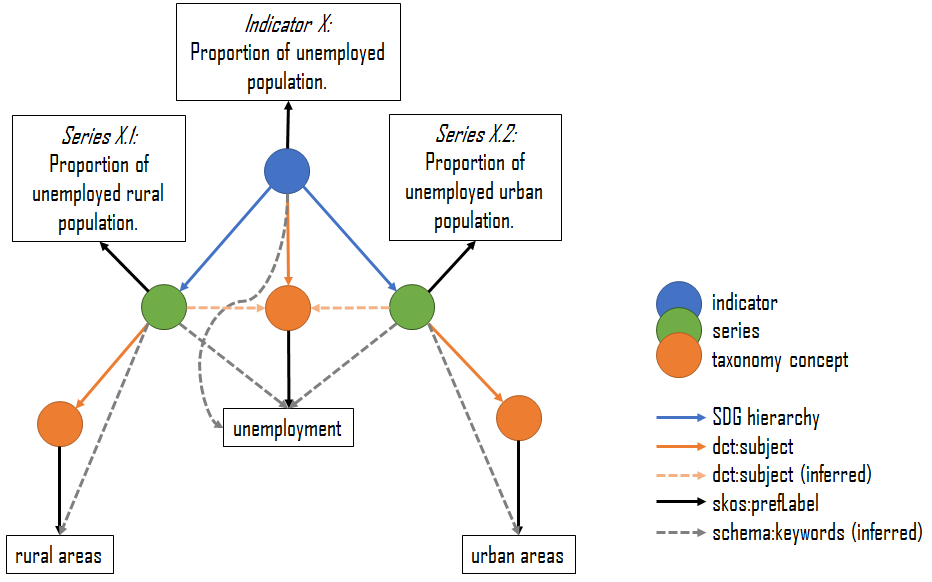 Indicator X:
Proportion of unemployed
population.
Series X.1:
Proportion of
unemployed rural
population.
Series X.2:
Proportion of
unemployed urban
population.
unemployment
rural areas
urban areas
indicator
series
taxonomy concept
SDG hierarchy
dct:subject
dct:subject (inferred)
skos:prefLabel
schema:keywords (inferred)